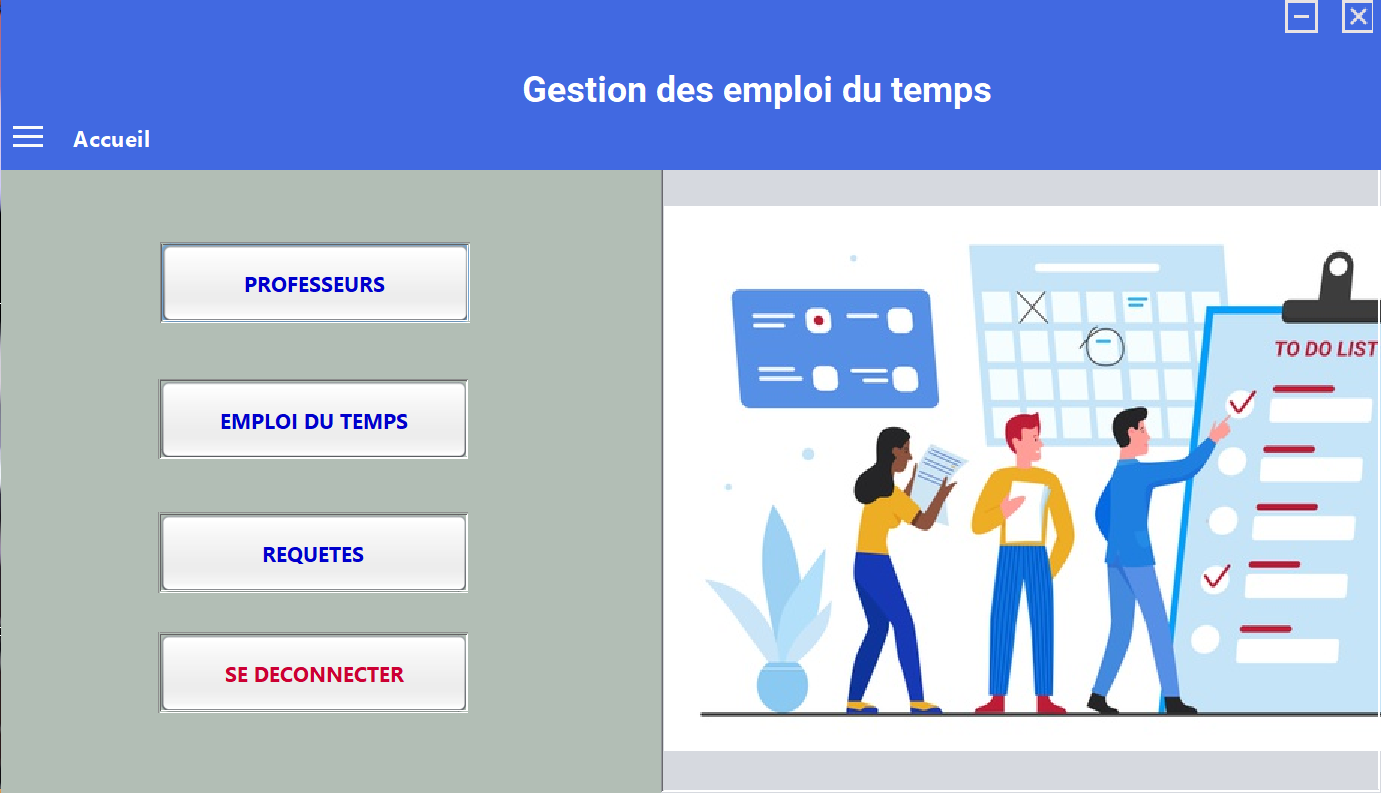 Gestion des emploi du temps
Accueil
PROFESSEURS
EMPLOI DU TEMPS
REQUETES
SE DECONNECTER
TO DO LIST